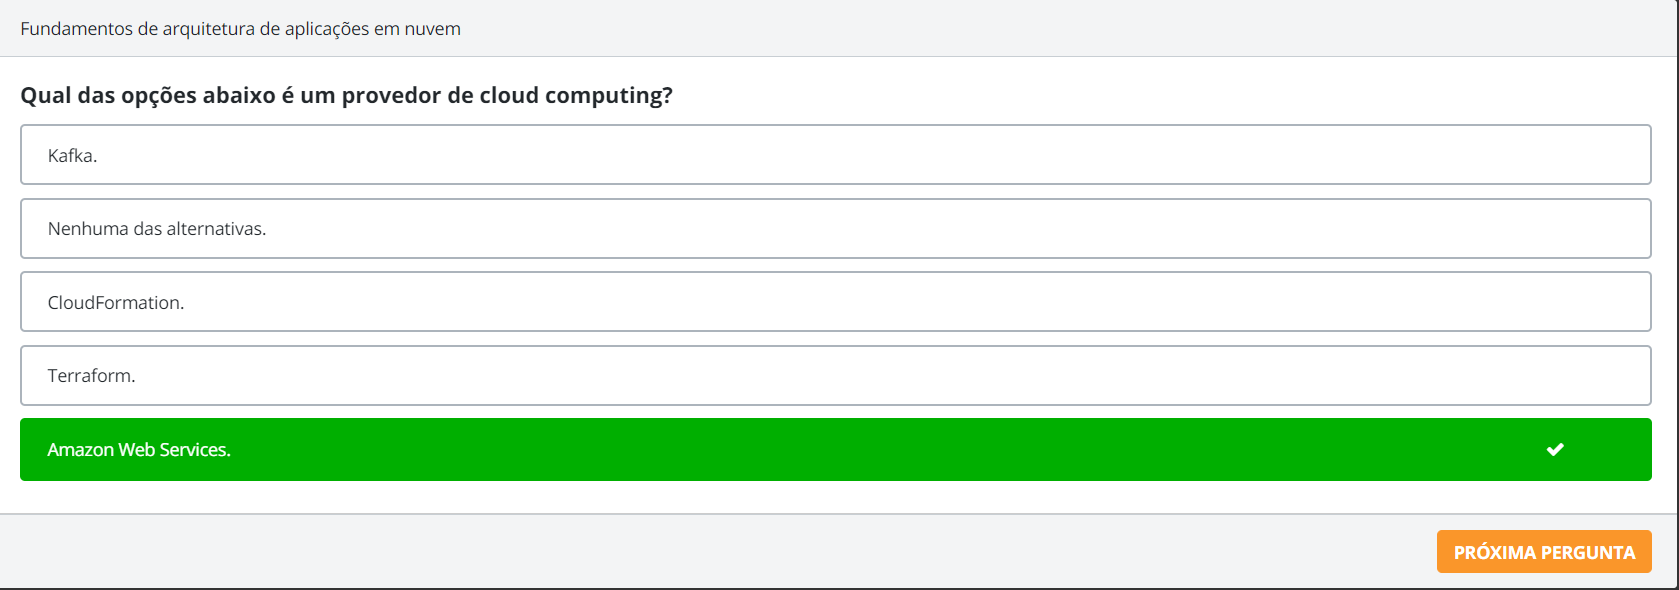 Fundamentos de arquitetura de aplicações em nuvem
Qual das opções abaixo é um provedor de cloud computing?
Kafka.
Nenhuma das alternativas.
CloudFormation.
Terraform.
Amazon Web Services.
PRÓXIMA PERGUNTA